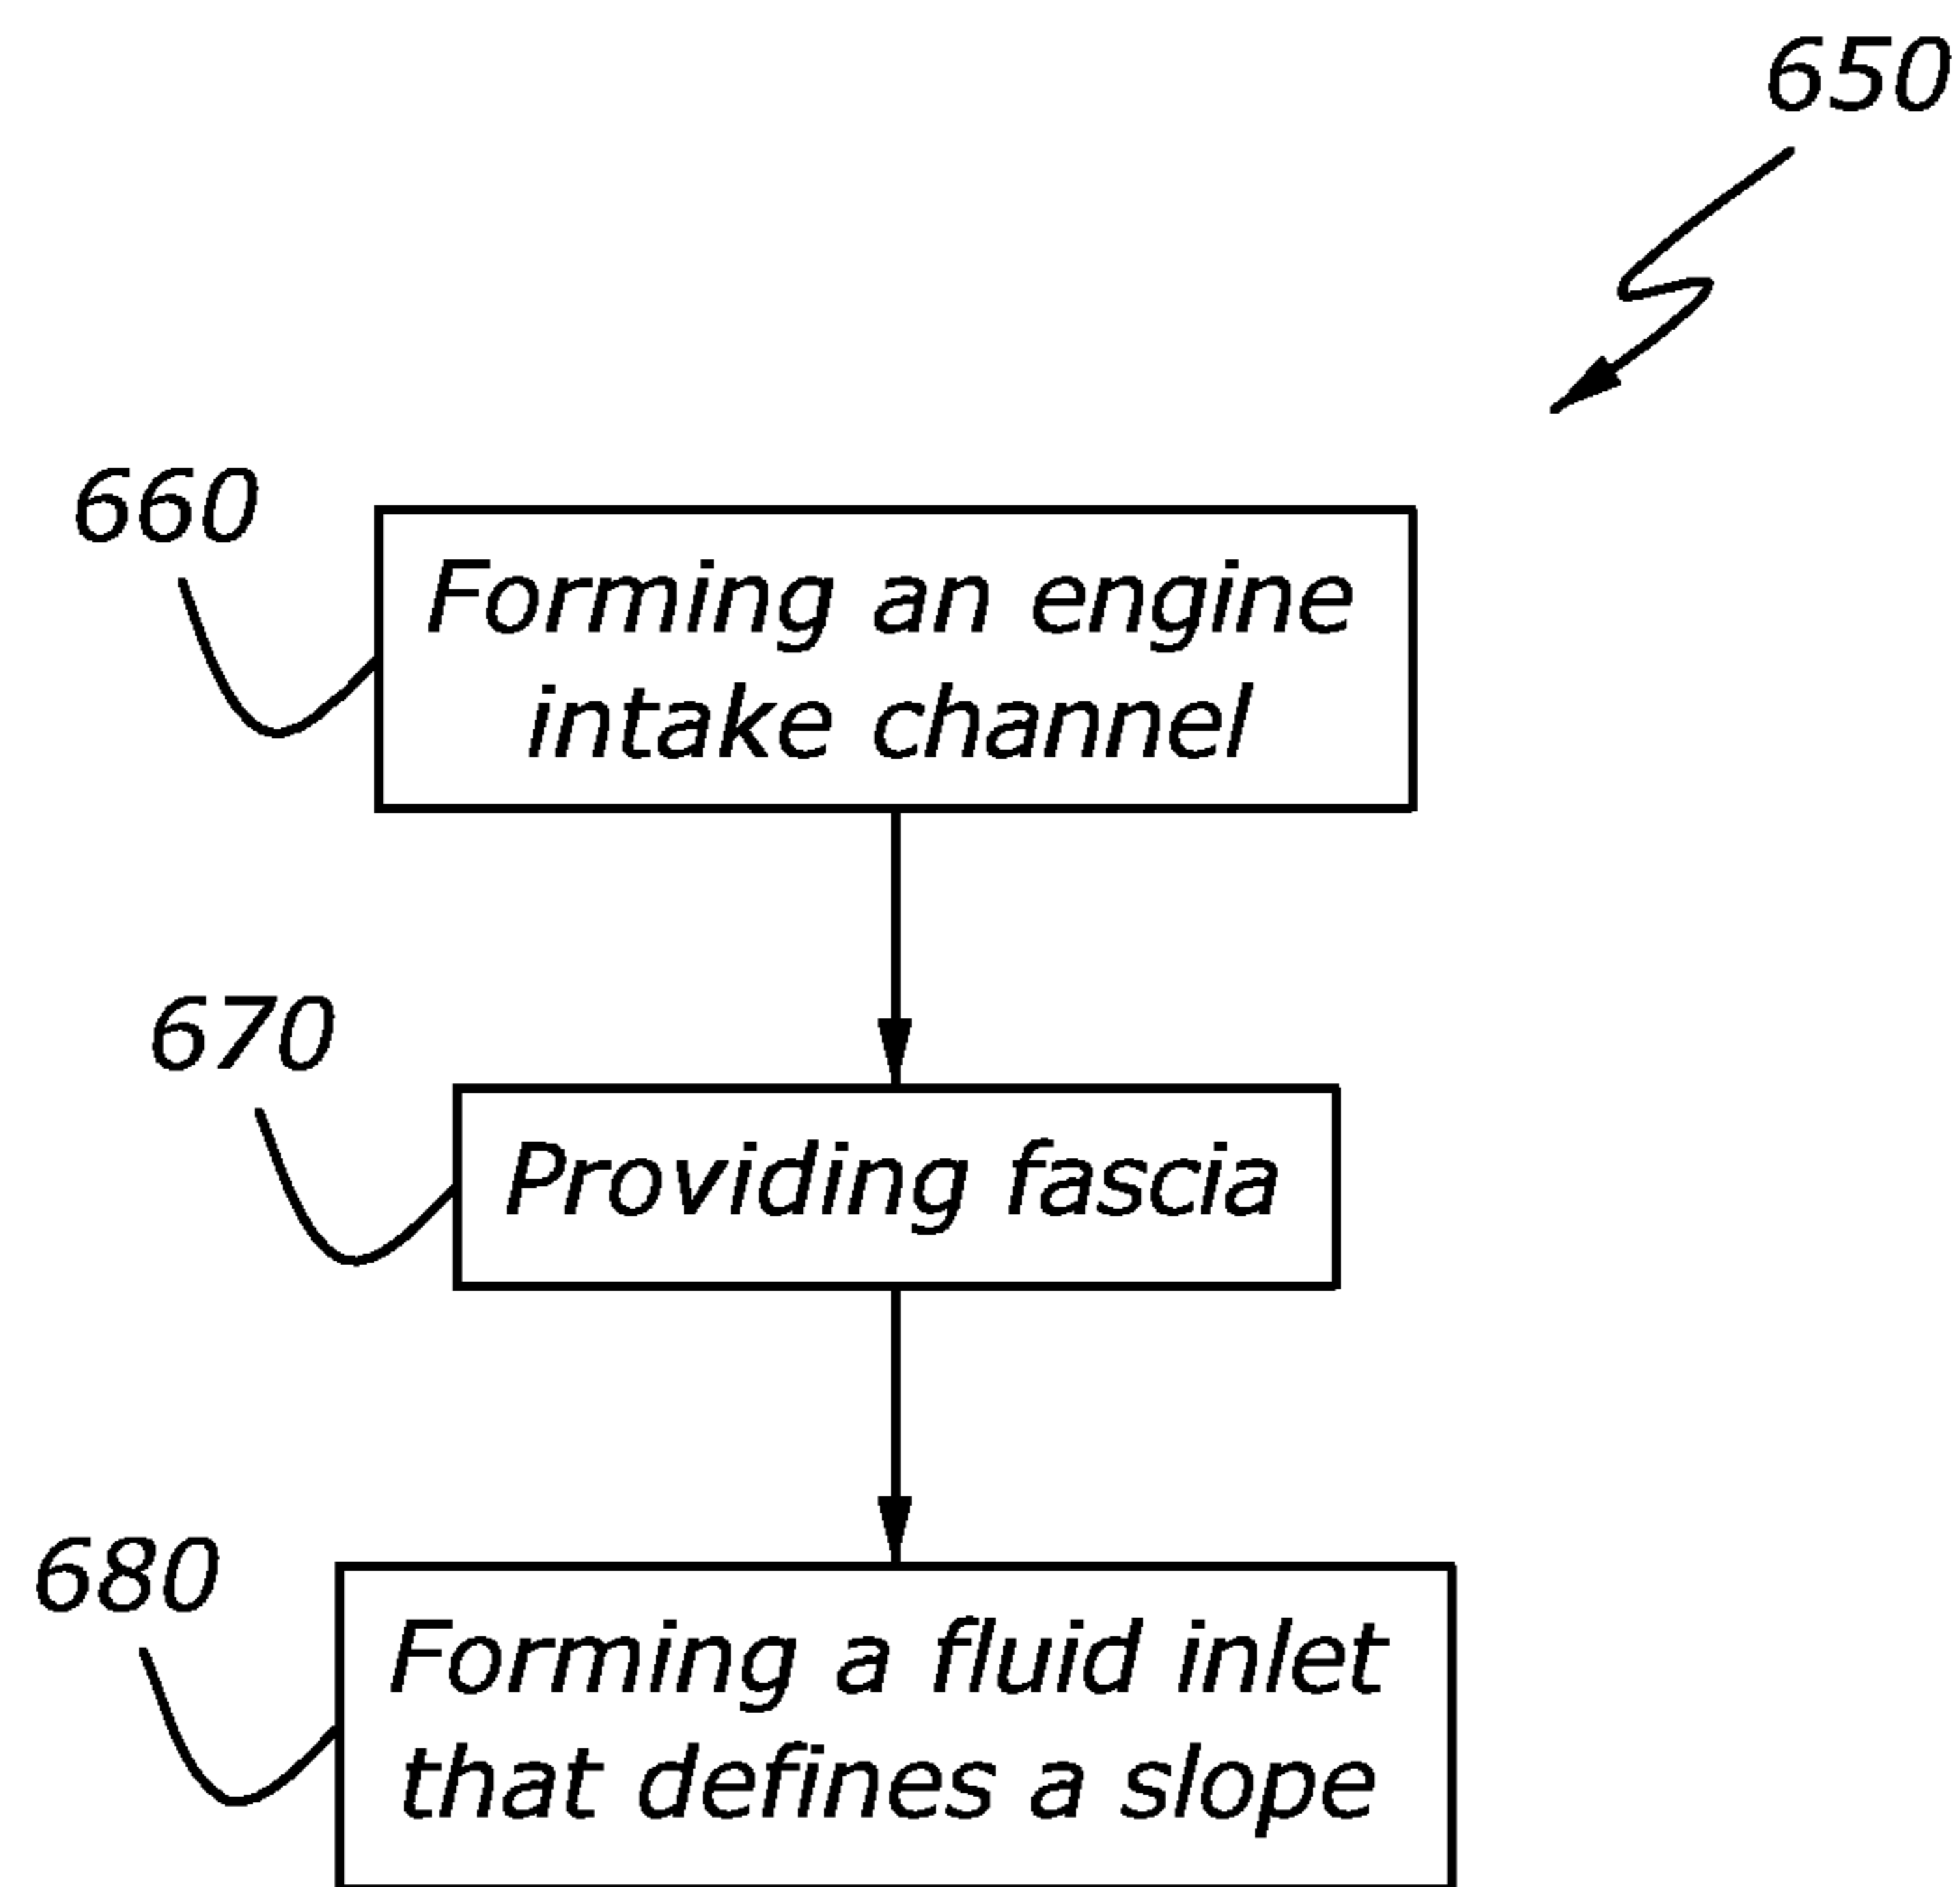 650
660
Forming an engine
intake channel
670
Providing fascia
680
Forming a fluid inlet
that defines a slope